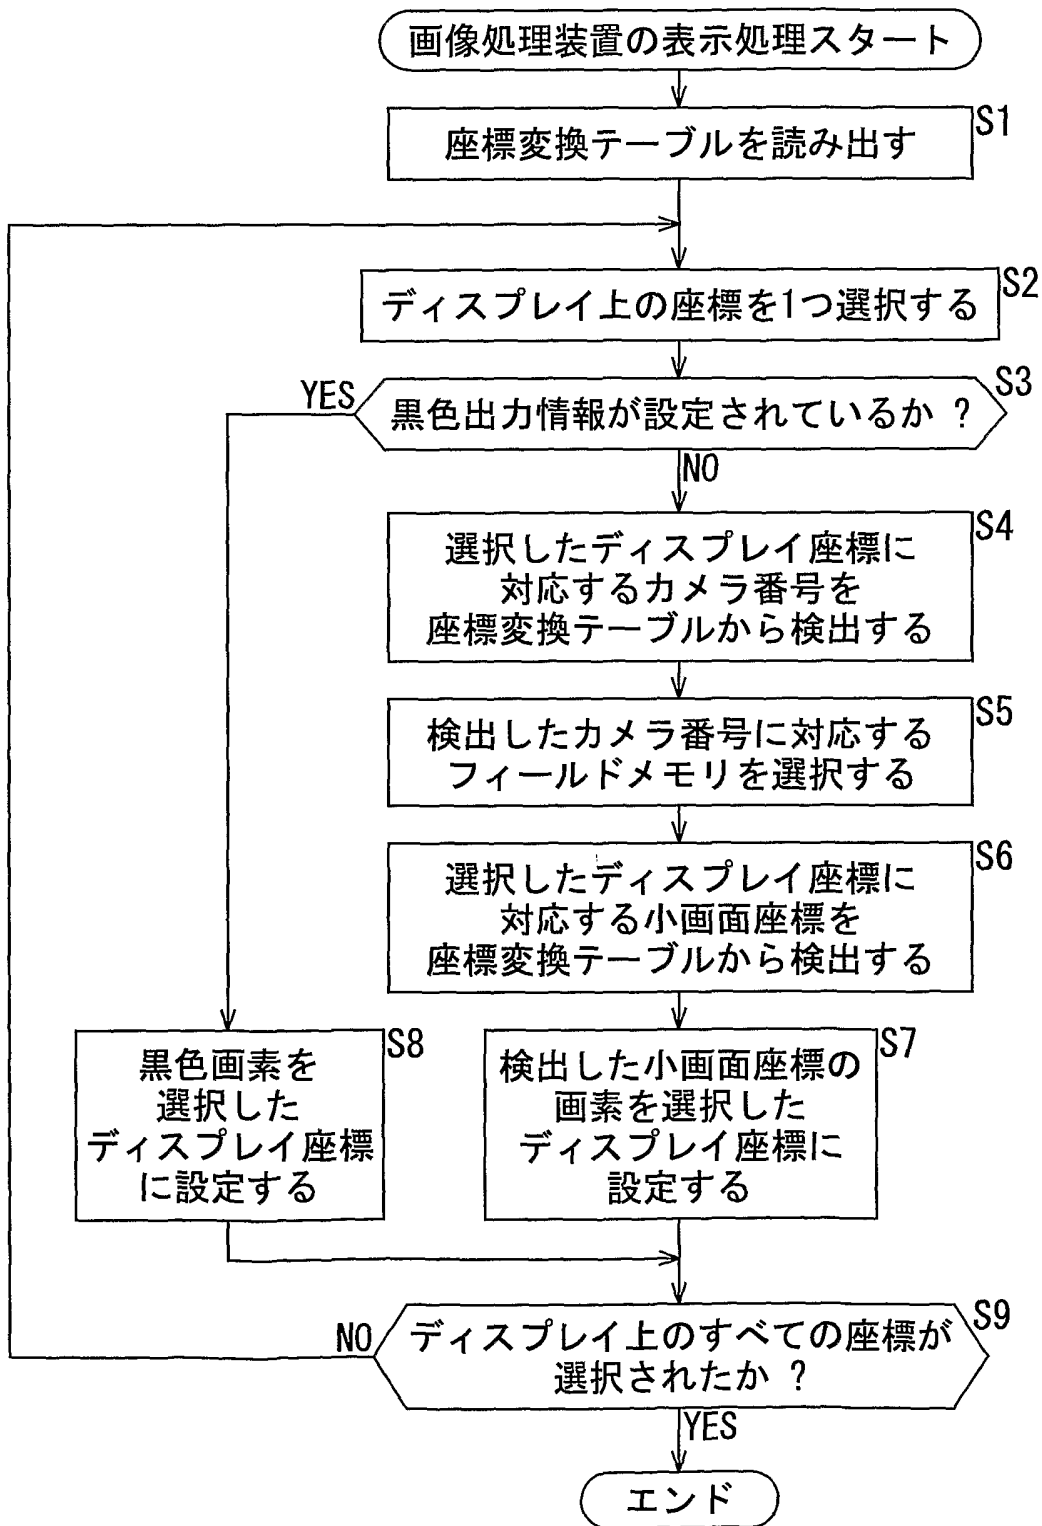 画像処理装置の表示処理スタート
S1
座標変換テーブルを読み出す
S2
ディスプレイ上の座標を1つ選択する
S3
YES
黒色出力情報が設定されているか ?
NO
S4
選択したディスプレイ座標に
対応するカメラ番号を
座標変換テーブルから検出する
S5
検出したカメラ番号に対応する
フィールドメモリを選択する
S6
選択したディスプレイ座標に
対応する小画面座標を
座標変換テーブルから検出する
S8
黒色画素を
選択した
ディスプレイ座標
に設定する
S7
検出した小画面座標の
画素を選択した
ディスプレイ座標に
設定する
S9
NO
ディスプレイ上のすべての座標が
選択されたか ?
YES
エンド